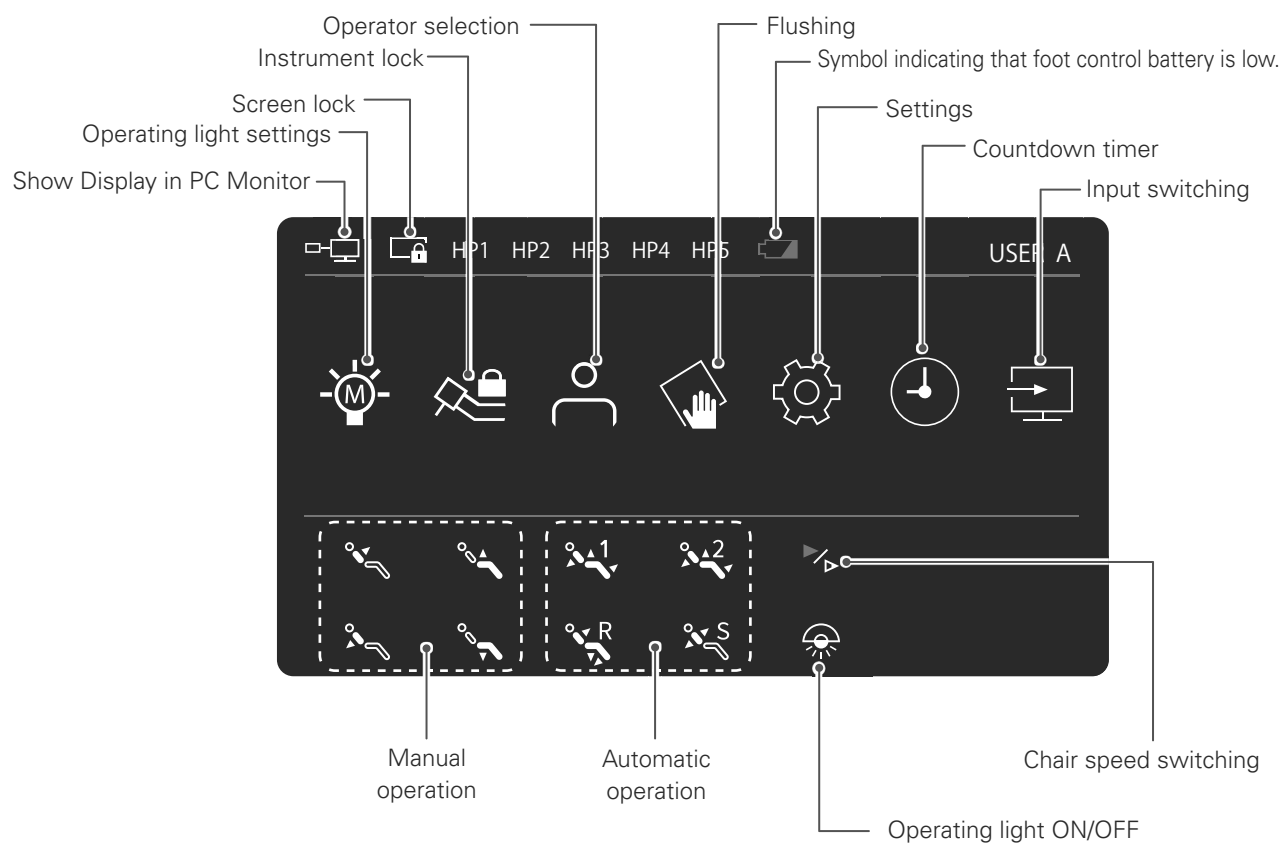 Operator selection
Flushing
Instrument lock
Symbol indicating that foot control battery is low.
Screen lock
Settings
Operating light settings
Countdown timer
Show Display in PC Monitor
Input switching
HP1 HP2 HP3 HP4 HP5
USER A
M
1
2
R
S
Manual
operation
Automatic
operation
Chair speed switching
Operating light ON/OFF